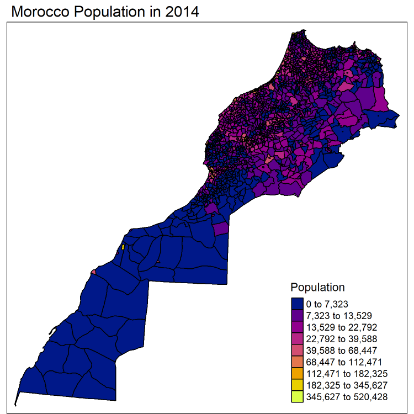 Morocco Population in 2014
Population
0 to 7,323
7,323 to 13,529
13,529 to 22,792
22,792 to 39,588
39,588 to 68,447
68,447 to 112,471
112,471 to 182,325
182,325 to 345,627
345,627 to 520,428